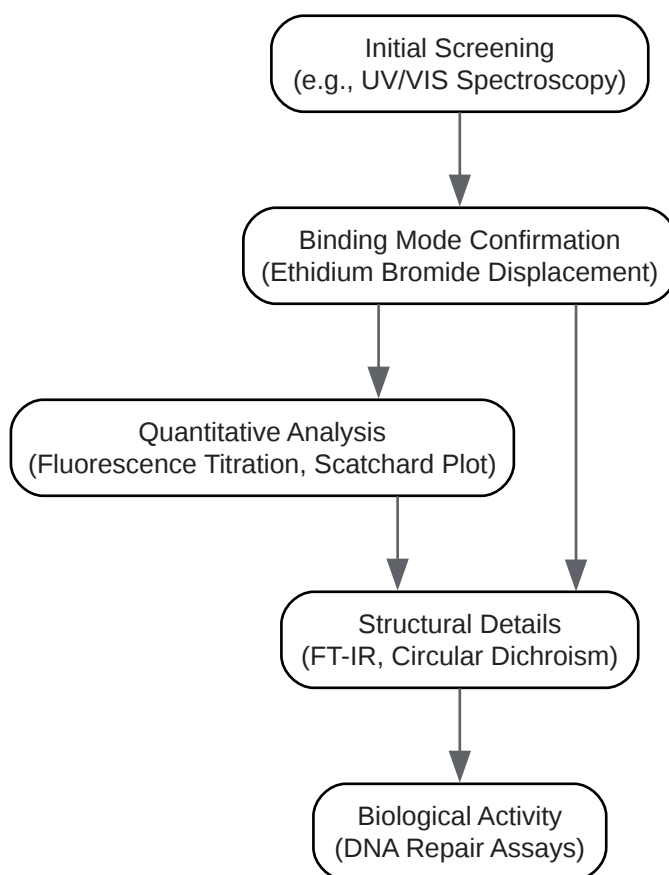 Initial Screening
(e.g., UV/VIS Spectroscopy)
Binding Mode Confirmation
(Ethidium Bromide Displacement)
Quantitative Analysis
(Fluorescence Titration, Scatchard Plot)
Structural Details
(FT-IR, Circular Dichroism)
Biological Activity
(DNA Repair Assays)